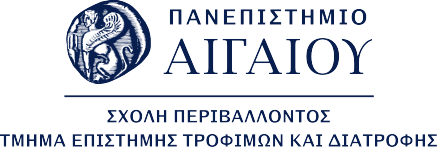 ΠΑΝΕΠΙΣΤΗΜΙΟ
ΑΙΓΑΙΟΥ
ΣΧΟΛΗ ΠΕΡΙΒΑΛΛΟΝΤΟΣ
ΤΜΗΜΑ ΕΠΙΣΤΗΜΗΣ ΤΡΟΦΙΜΩΝ ΚΑΙ ΔΙΑΤΡΟΦΗΣ